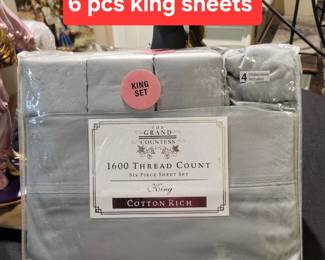 6 pcs king sheets
KING
SET
4
THE
GRAND
COUNTESS
1600 THREAD COUNT
SIX PIECE SHEET SET
King
COTTON RICH